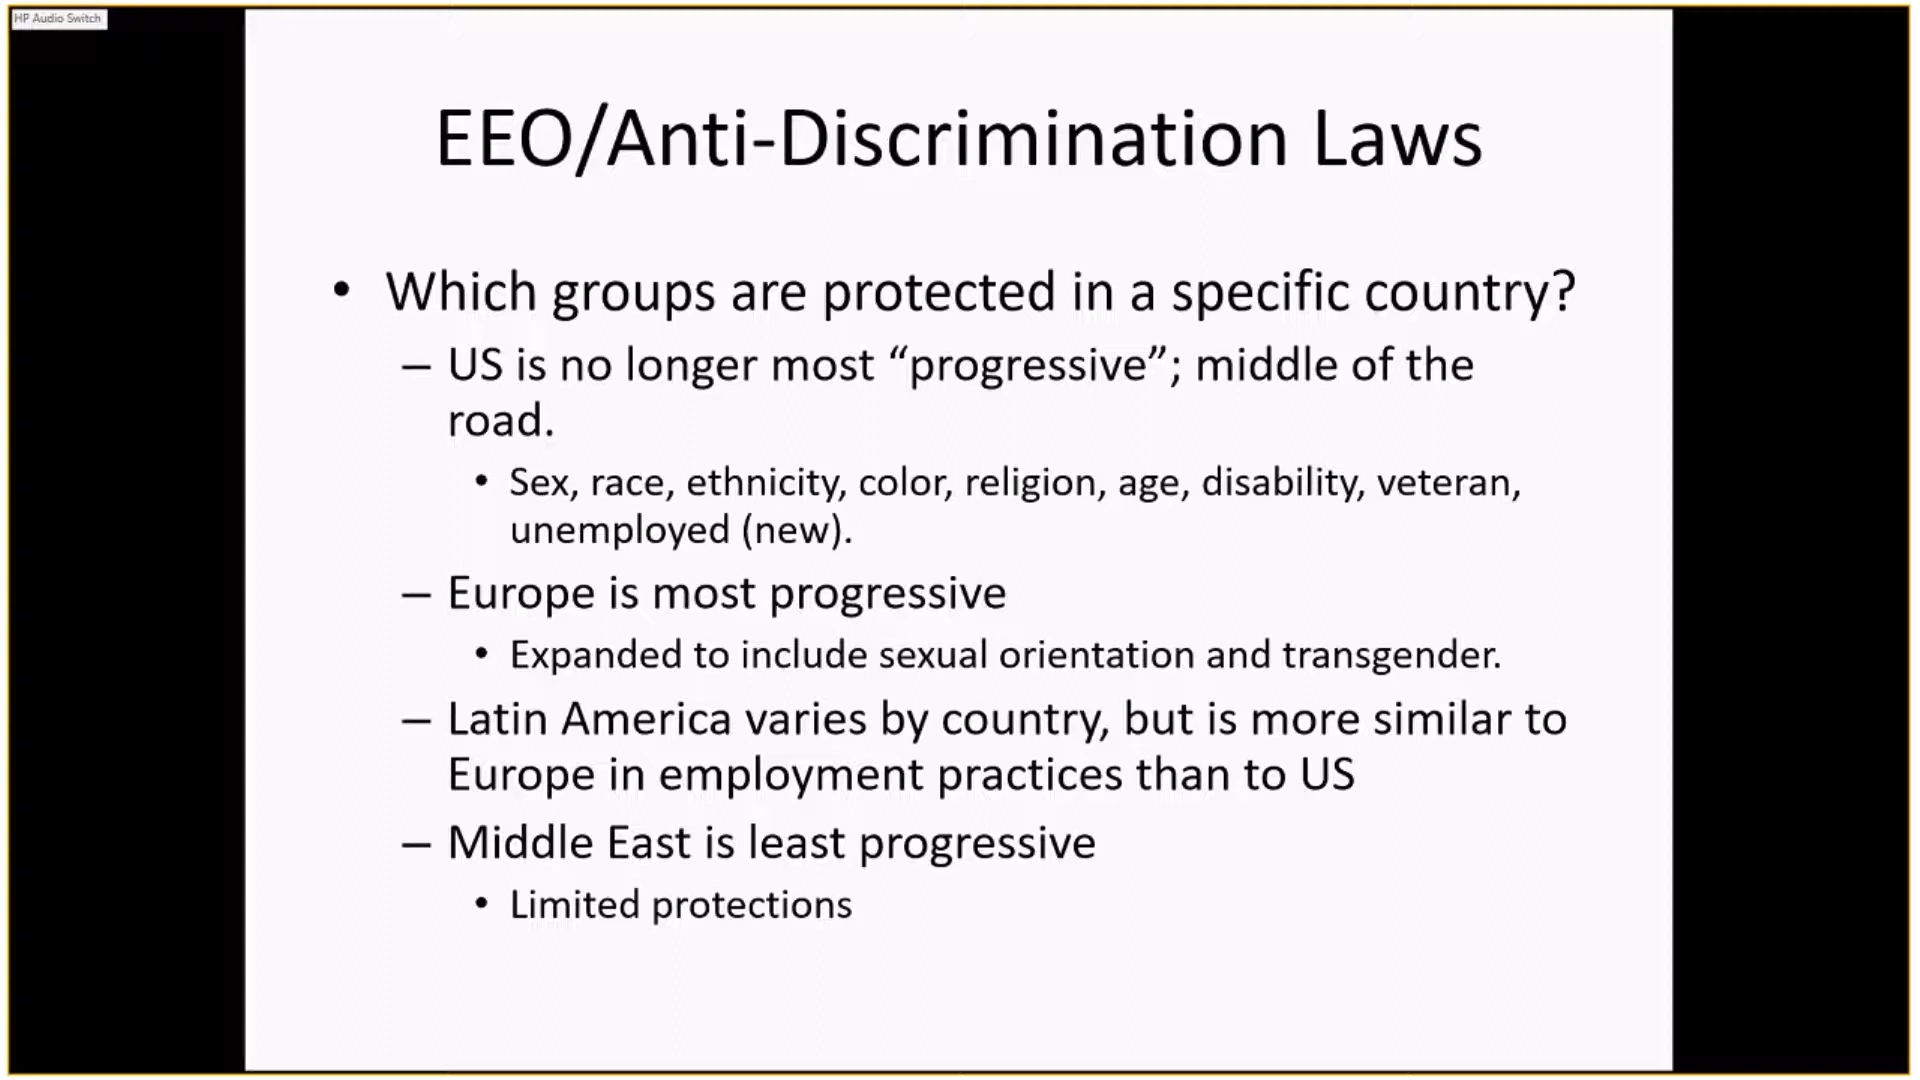 HP Audio Switch
EEO/Anti-Discrimination Laws
• Which groups are protected in a specific country?
– US is no longer most “progressive”; middle of the
road.
• Sex, race, ethnicity, color, religion, age, disability, veteran,
unemployed (new).
– Europe is most progressive
• Expanded to include sexual orientation and transgender.
– Latin America varies by country, but is more similar to
Europe in employment practices than to US
– Middle East is least progressive
• Limited protections